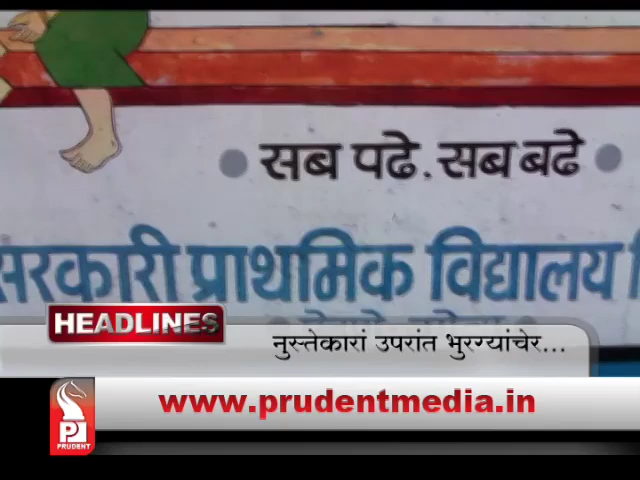 सब पढे. सब बढे
सरकारी प्राथमिक विद्यालय
HEADLINES
नुस्तेकारां उपरांत भुरग्यांचेर...
www.prudentmedia.in
PRUDENT